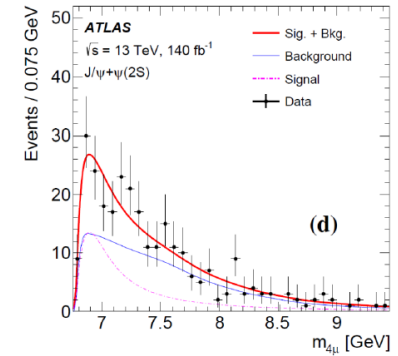 ATLAS
√s = 13 TeV, 140 fb⁻¹
J/ψ+ψ(2S)
Sig. + Bkg.
Background
Signal
Data
(d)
Events / 0.075 GeV
50
40
30
20
10
0
7 7.5 8 8.5 9
m4μ [GeV]